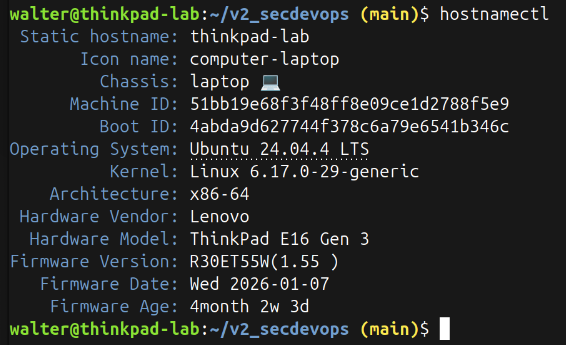 walter@thinkpad-lab:~/v2_secdevops (main)$ hostnamectl
Static hostname: thinkpad-lab
Icon name: computer-laptop
Chassis: laptop 💻
Machine ID: 51bb19e68f3f48ff8e09ce1d2788f5e9
Boot ID: 4abda9d627744f378c6a79e6541b346c
Operating System: Ubuntu 24.04.4 LTS
Kernel: Linux 6.17.0-29-generic
Architecture: x86-64
Hardware Vendor: Lenovo
Hardware Model: ThinkPad E16 Gen 3
Firmware Version: R30ET55W(1.55 )
Firmware Date: Wed 2026-01-07
Firmware Age: 4month 2w 3d
walter@thinkpad-lab:~/v2_secdevops (main)$